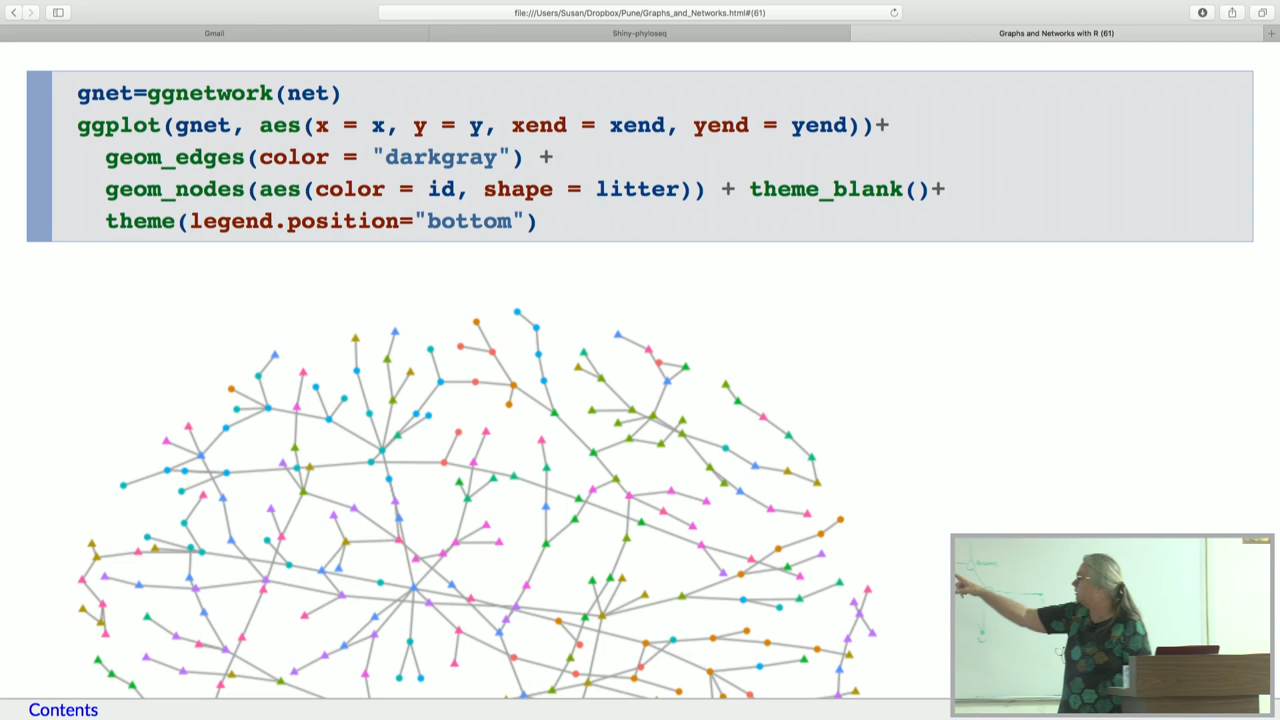 file:///Users/Susan/Dropbox/Pune/Graphs_and_Networks.html#(61)
Gmail
Shiny-phyloseq
Graphs and Networks with R (61)
gnet=ggnetwork(net)
ggplot(gnet, aes(x = x, y = y, xend = xend, yend = yend))+
geom_edges(color = "darkgray") +
geom_nodes(aes(color = id, shape = litter)) + theme_blank()+
theme(legend.position="bottom")
Contents